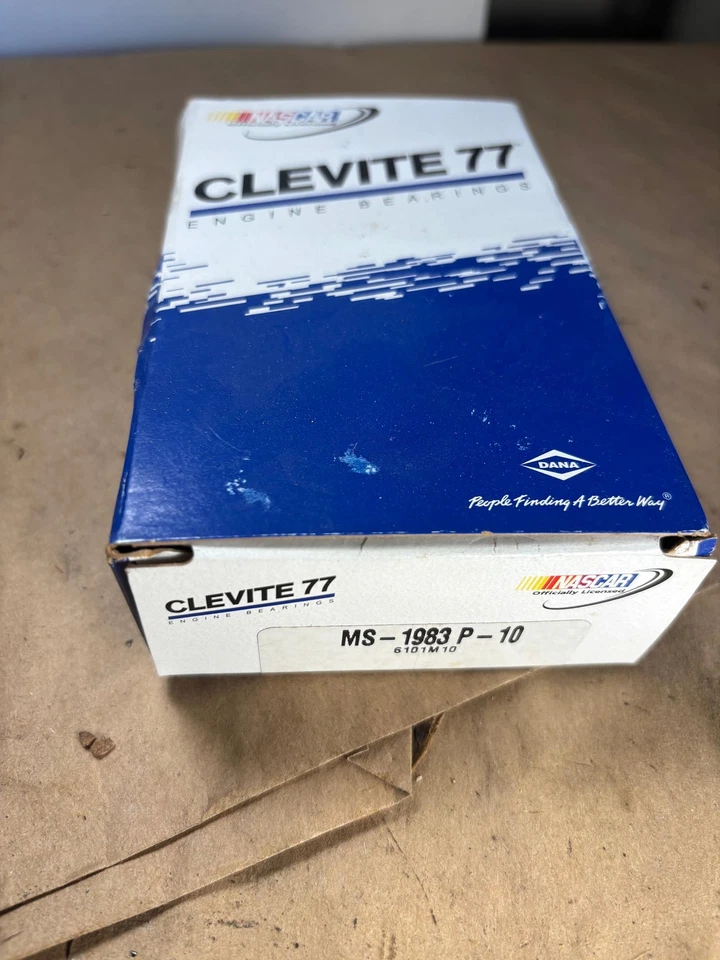 NASCAR
CLEVITE 77
ENGINE BEARINGS
DANA
People Finding A Better Way®
CLEVITE 77
ENGINE BEARINGS
NASCAR
Officially Licensed
MS-1983 P-10
6101M10